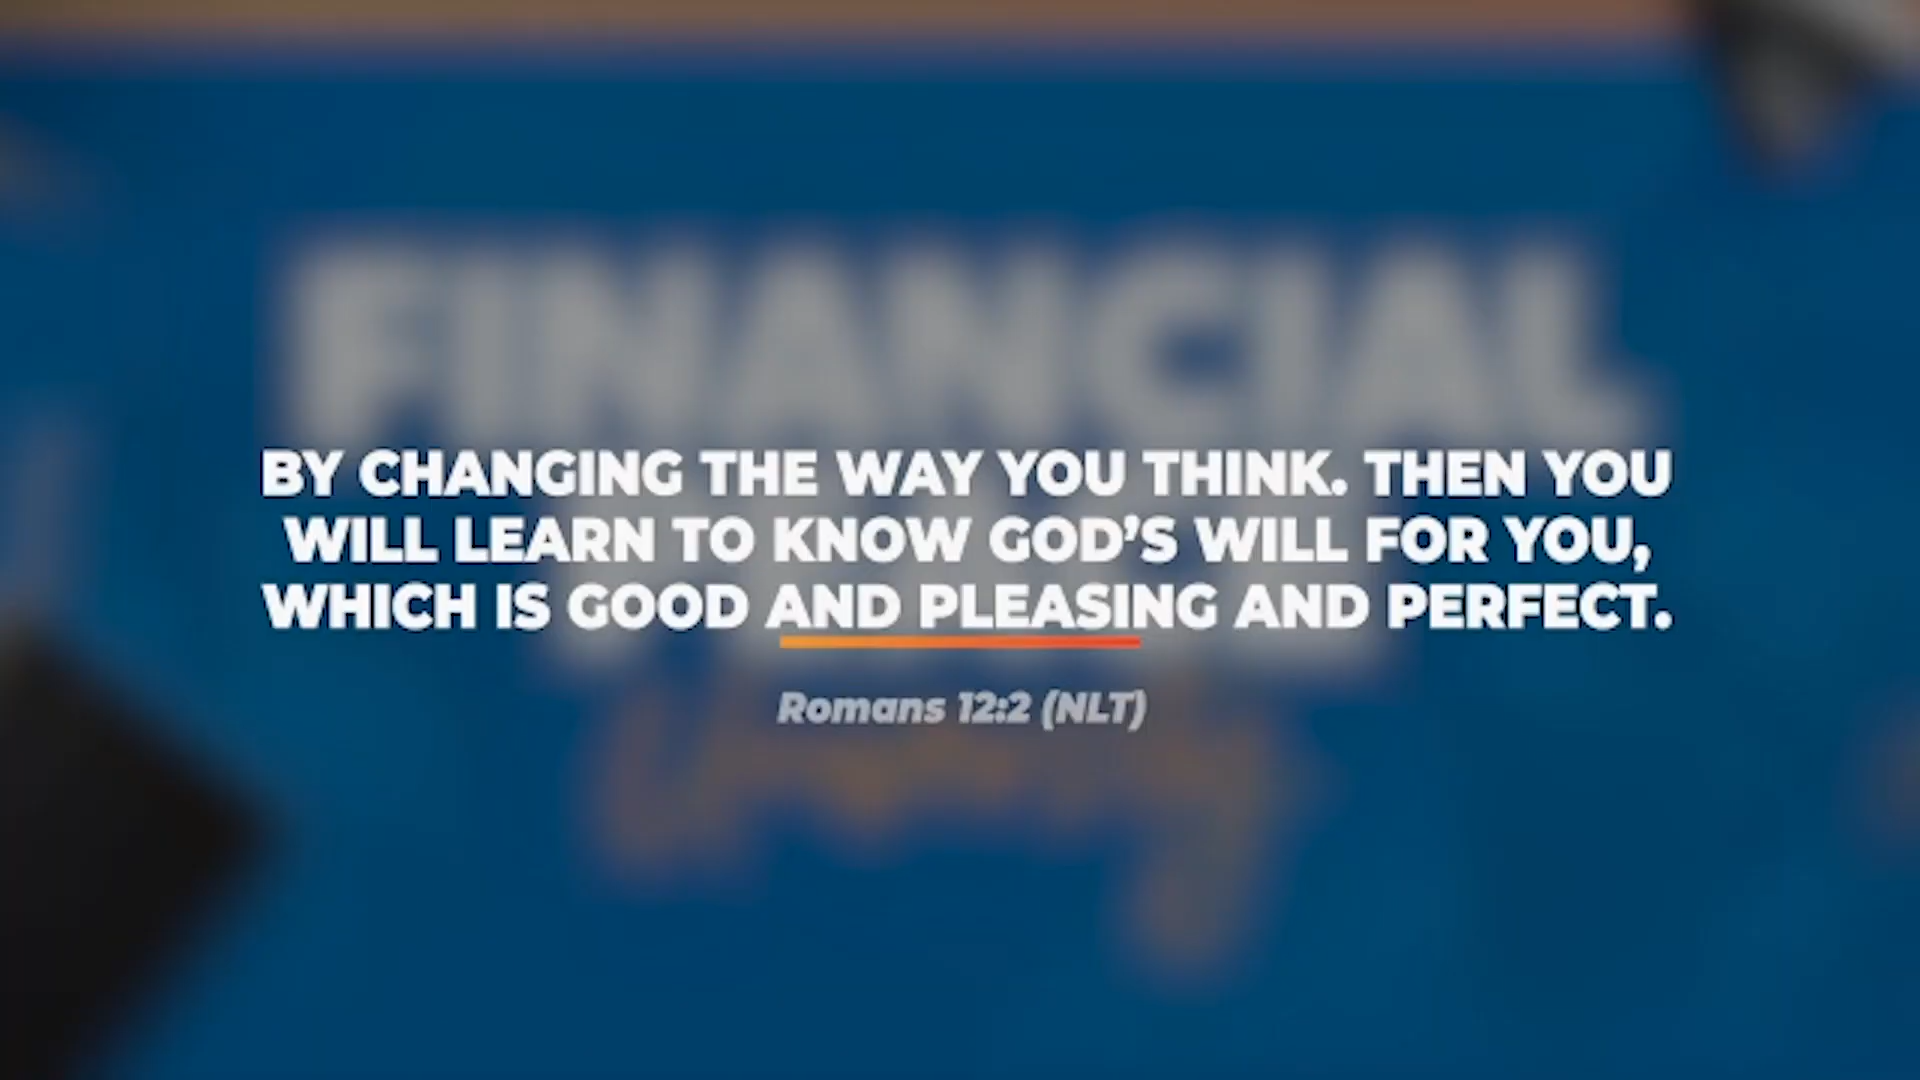 FINANCIAL
BY CHANGING THE WAY YOU THINK. THEN YOU
WILL LEARN TO KNOW GOD’S WILL FOR YOU,
WHICH IS GOOD AND PLEASING AND PERFECT.
Romans 12:2 (NLT)